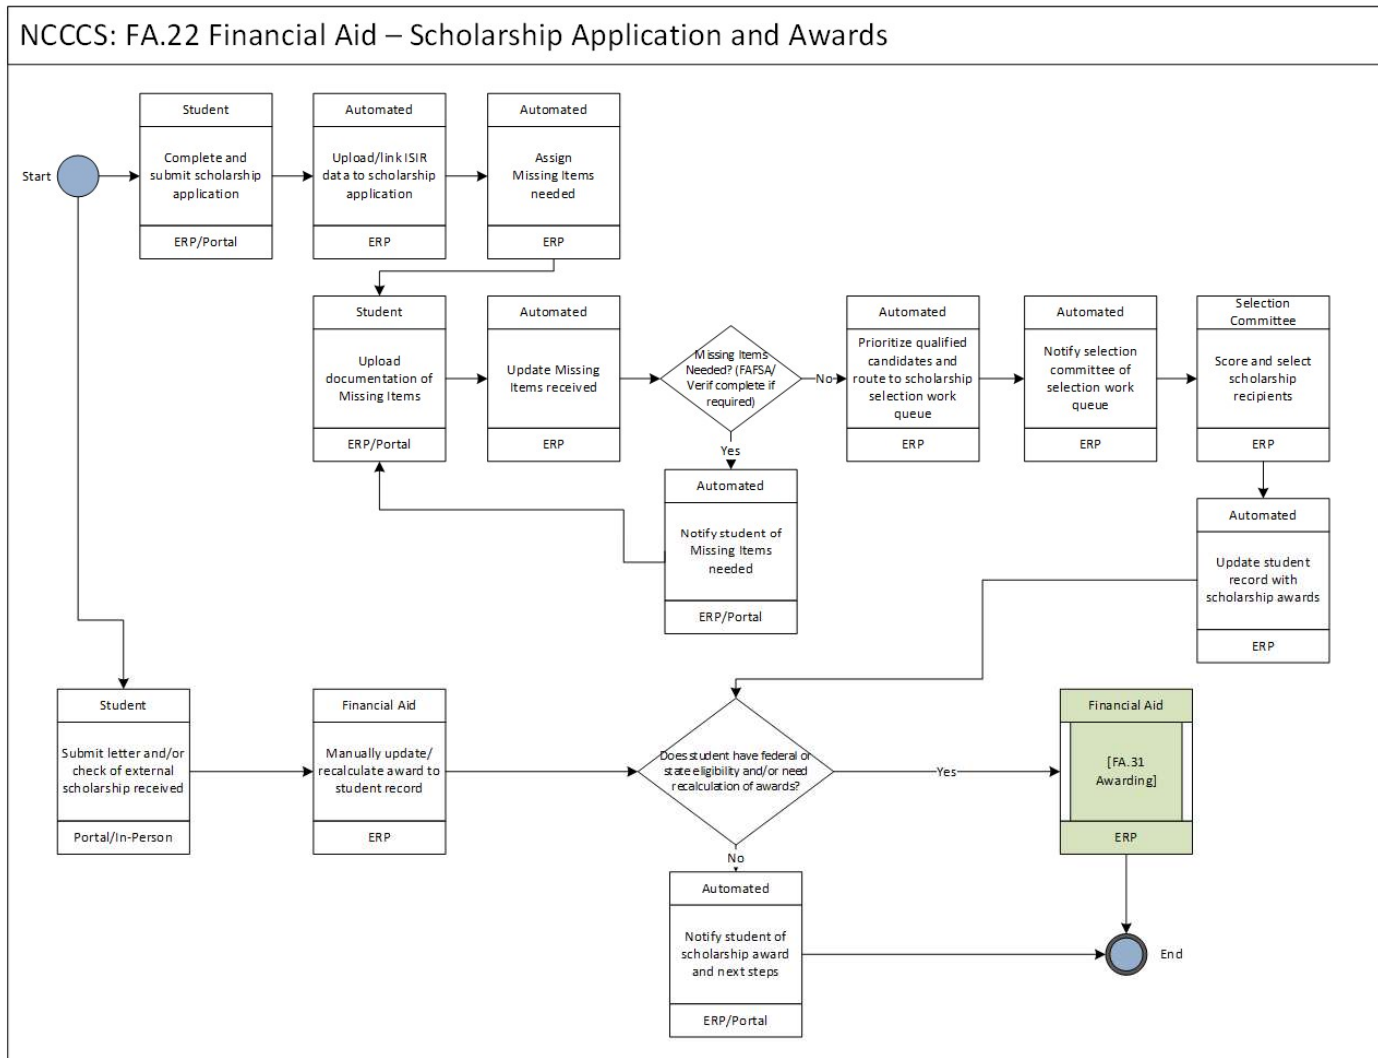 NCCCS: FA.22 Financial Aid – Scholarship Application and Awards
Start
Student
Complete and
submit scholarship
application
ERP/Portal
Automated
Upload/link ISIR
data to scholarship
application
ERP
Automated
Assign
Missing Items
needed
ERP
Student
Upload
documentation of
Missing Items
ERP/Portal
Automated
Update Missing
Items received
ERP
Missing Items
Needed? (FAFSA/
Verif complete if
required)
No
Yes
Automated
Prioritize qualified
candidates and
route to scholarship
selection work
queue
ERP
Automated
Notify selection
committee of
selection work
queue
ERP
Selection
Committee
Score and select
scholarship
recipients
ERP
Automated
Notify student of
Missing Items
needed
ERP/Portal
Automated
Update student
record with
scholarship awards
ERP
Student
Submit letter and/or
check of external
scholarship received
Portal/In-Person
Financial Aid
Manually update/
recalculate award to
student record
ERP
Does student have federal or
state eligibility and/or need
recalculation of awards?
Yes
No
Financial Aid
[FA.31
Awarding]
ERP
Automated
Notify student of
scholarship award
and next steps
ERP/Portal
End